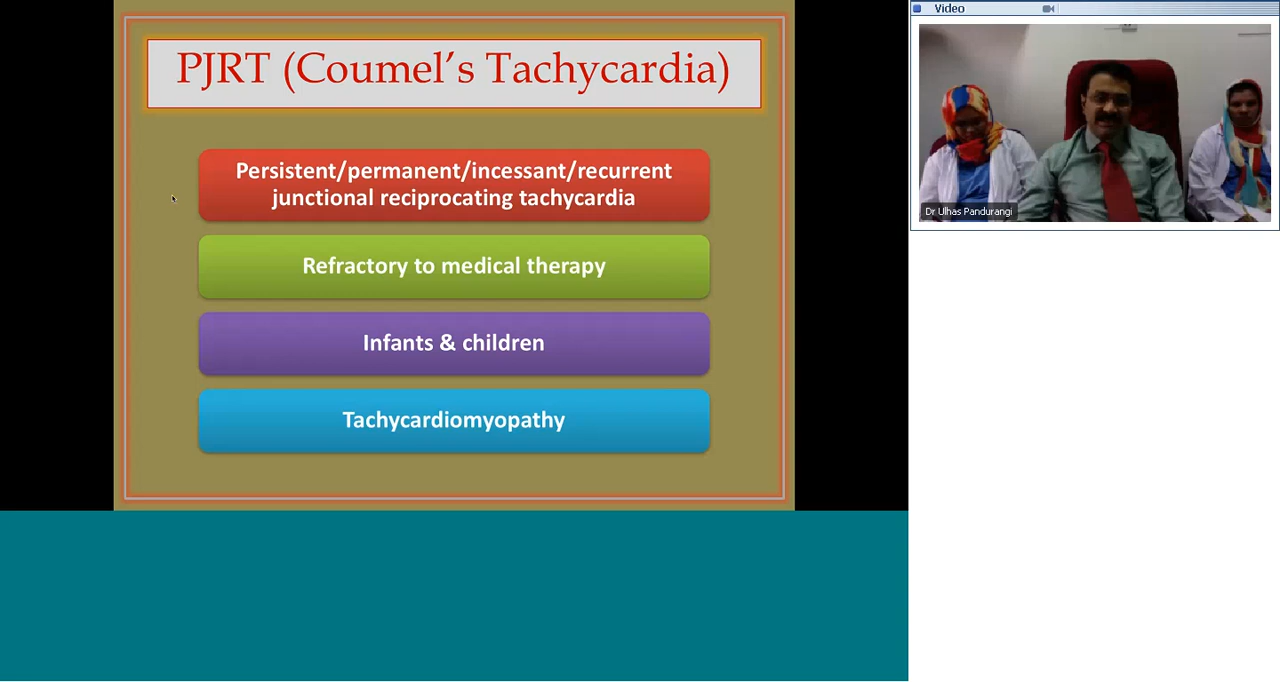 PJRT (Coumel's Tachycardia)
Persistent/permanent/incessant/recurrent
junctional reciprocating tachycardia
Refractory to medical therapy
Infants & children
Tachycardiomyopathy
Video
Dr Ulhas Pandurangi